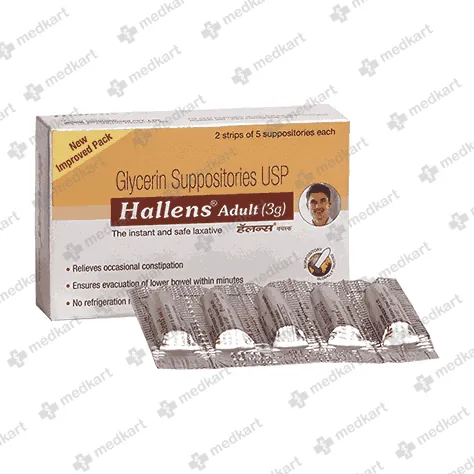 New
Improved Pack
2 strips of 5 suppositories each
Glycerin Suppositories USP
Hallens® Adult (3g)
The instant and safe laxative हॅलन्स® वयस्क
• Relieves occasional constipation
• Ensures evacuation of lower bowel within minutes
• No refrigeration
medkart